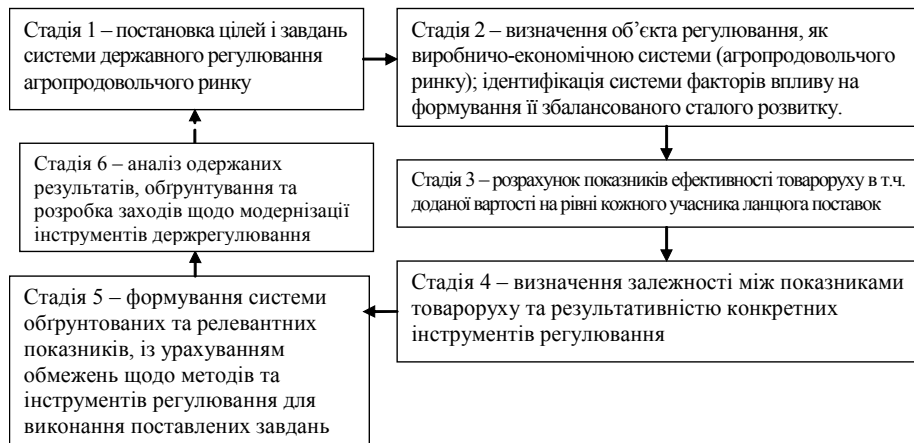 Стадія 1 – постановка цілей і завдань
системи державного регулювання
агропродовольчого ринку
Стадія 2 – визначення об’єкта регулювання, як
виробничо-економічною системи (агропродовольчого
ринку); ідентифікація системи факторів впливу на
формування її збалансованого сталого розвитку.
Стадія 3 – розрахунок показників ефективності товароруху в т.ч.
доданої вартості на рівні кожного учасника ланцюга поставок
Стадія 4 – визначення залежності між показниками
товароруху та результативністю конкретних
інструментів регулювання
Стадія 5 – формування системи
обґрунтованих та релевантних
показників, із урахуванням
обмежень щодо методів та
інструментів регулювання для
виконання поставлених завдань
Стадія 6 – аналіз одержаних
результатів, обґрунтування та
розробка заходів щодо модернізації
інструментів держрегулювання